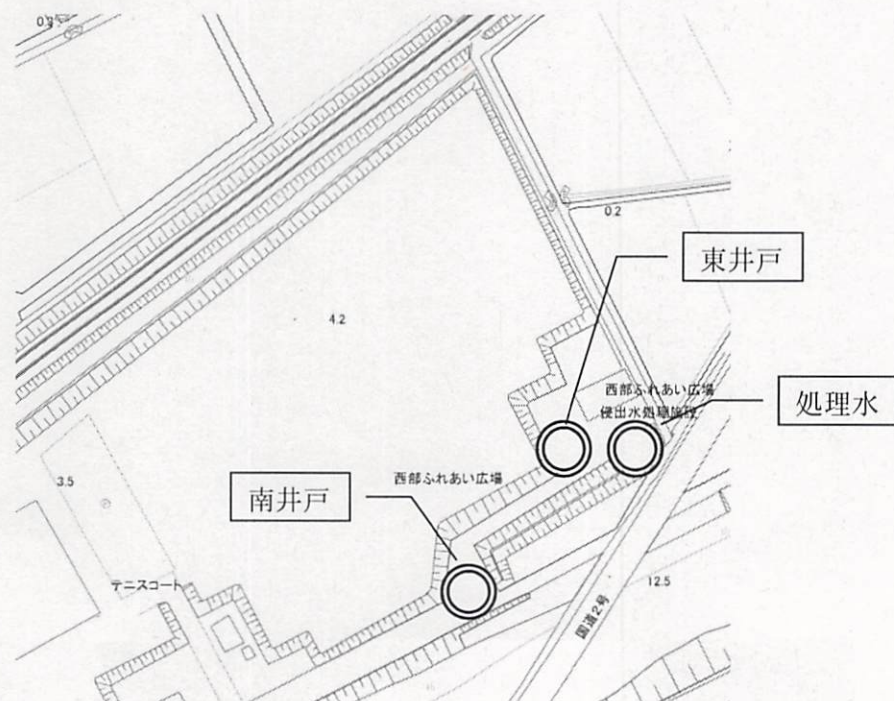 0.2
東井戸
4.2
西部ふれあい広場
浸出水処理施設
処理水
3.5
西部ふれあい広場
南井戸
テニスコート
12.5
国道2号